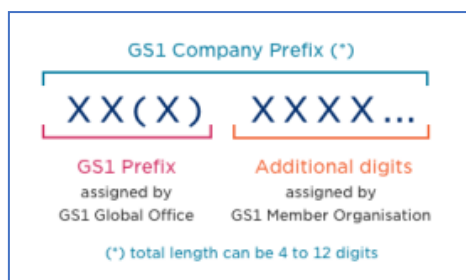 GS1 Company Prefix (*)
XX(X) XXXX...
GS1 Prefix Additional digits
assigned by assigned by
GS1 Global Office GS1 Member Organisation
(*) total length can be 4 to 12 digits